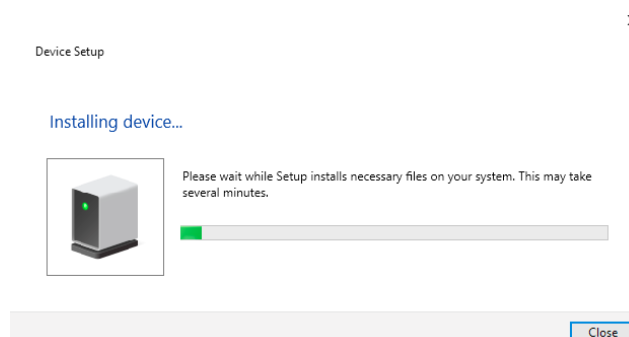 Device Setup
Installing device...
Please wait while Setup installs necessary files on your system. This may take
several minutes.
Close